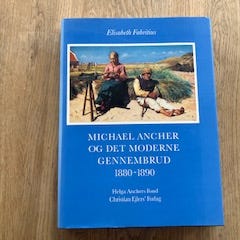 Elisabeth Fabritius
MICHAEL ANCHER
OG DET MODERNE
GENNEMBRUD
1880-1890
Helga Anchers Fond
Christian Ejlers' Forlag